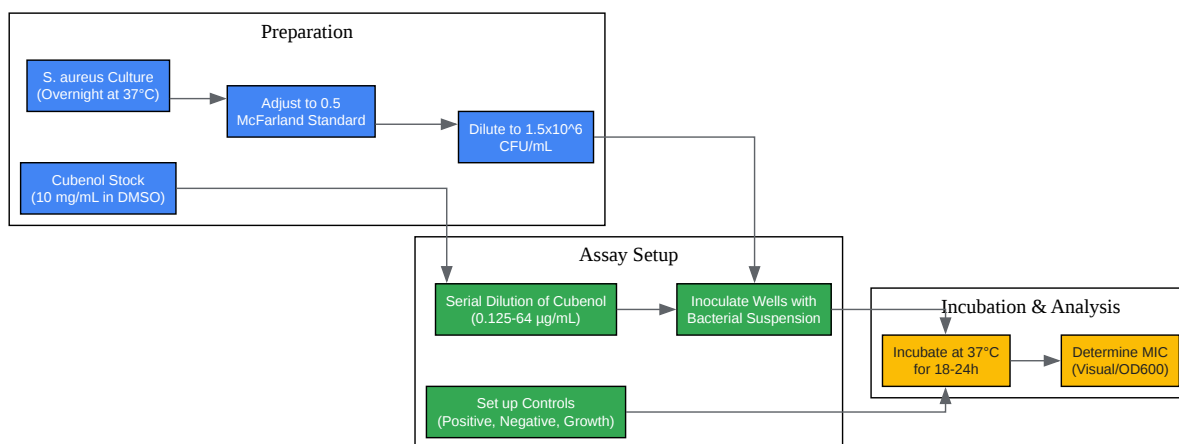 Preparation
S. aureus Culture
(Overnight at 37°C)
Adjust to 0.5
McFarland Standard
Dilute to 1.5x10^6
CFU/mL
Cubenol Stock
(10 mg/mL in DMSO)
Assay Setup
Serial Dilution of Cubenol
(0.125-64 µg/mL)
Inoculate Wells with
Bacterial Suspension
Set up Controls
(Positive, Negative, Growth)
Incubation & Analysis
Incubate at 37°C
for 18-24h
Determine MIC
(Visual/OD600)